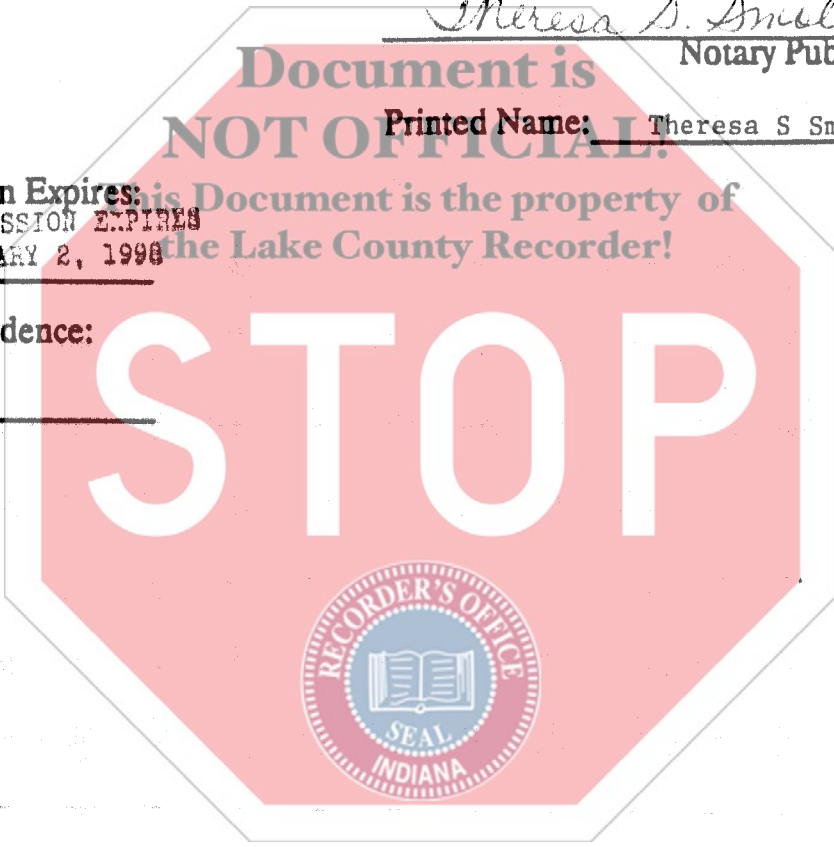 Theresa S. Smol
Document is
Notary Pub
NOT OFFICIAL!
Printed Name: Theresa S Sm
n Expires:
This Document is the property of
SSION EXPIRES
the Lake County Recorder!
ARY 2, 1998
dence:
STOP
RECORDER'S OFFICE
SEAL
INDIANA